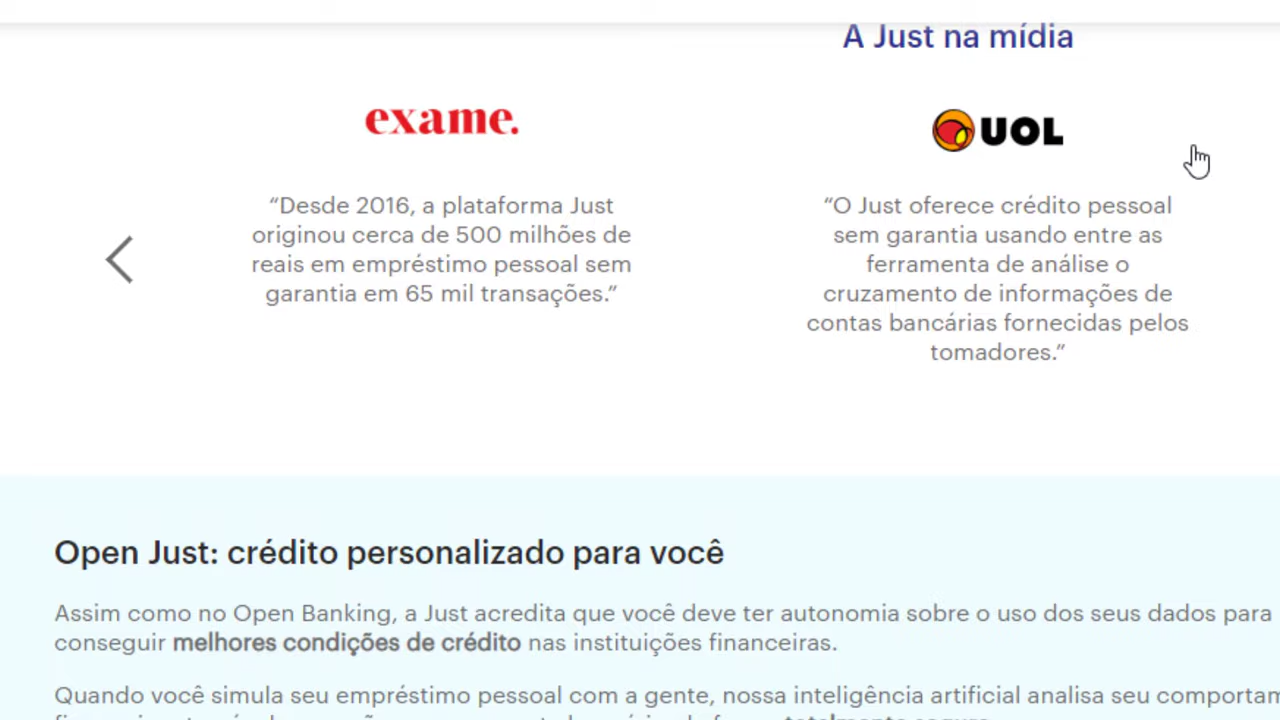 A Just na mídia
exame.
“Desde 2016, a plataforma Just
originou cerca de 500 milhões de
reais em empréstimo pessoal sem
garantia em 65 mil transações.”
UOL
“O Just oferece crédito pessoal
sem garantia usando entre as
ferramenta de análise o
cruzamento de informações de
contas bancárias fornecidas pelos
tomadores.”
Open Just: crédito personalizado para você
Assim como no Open Banking, a Just acredita que você deve ter autonomia sobre o uso dos seus dados para
conseguir melhores condições de crédito nas instituições financeiras.
Quando você simula seu empréstimo pessoal com a gente, nossa inteligência artificial analisa seu